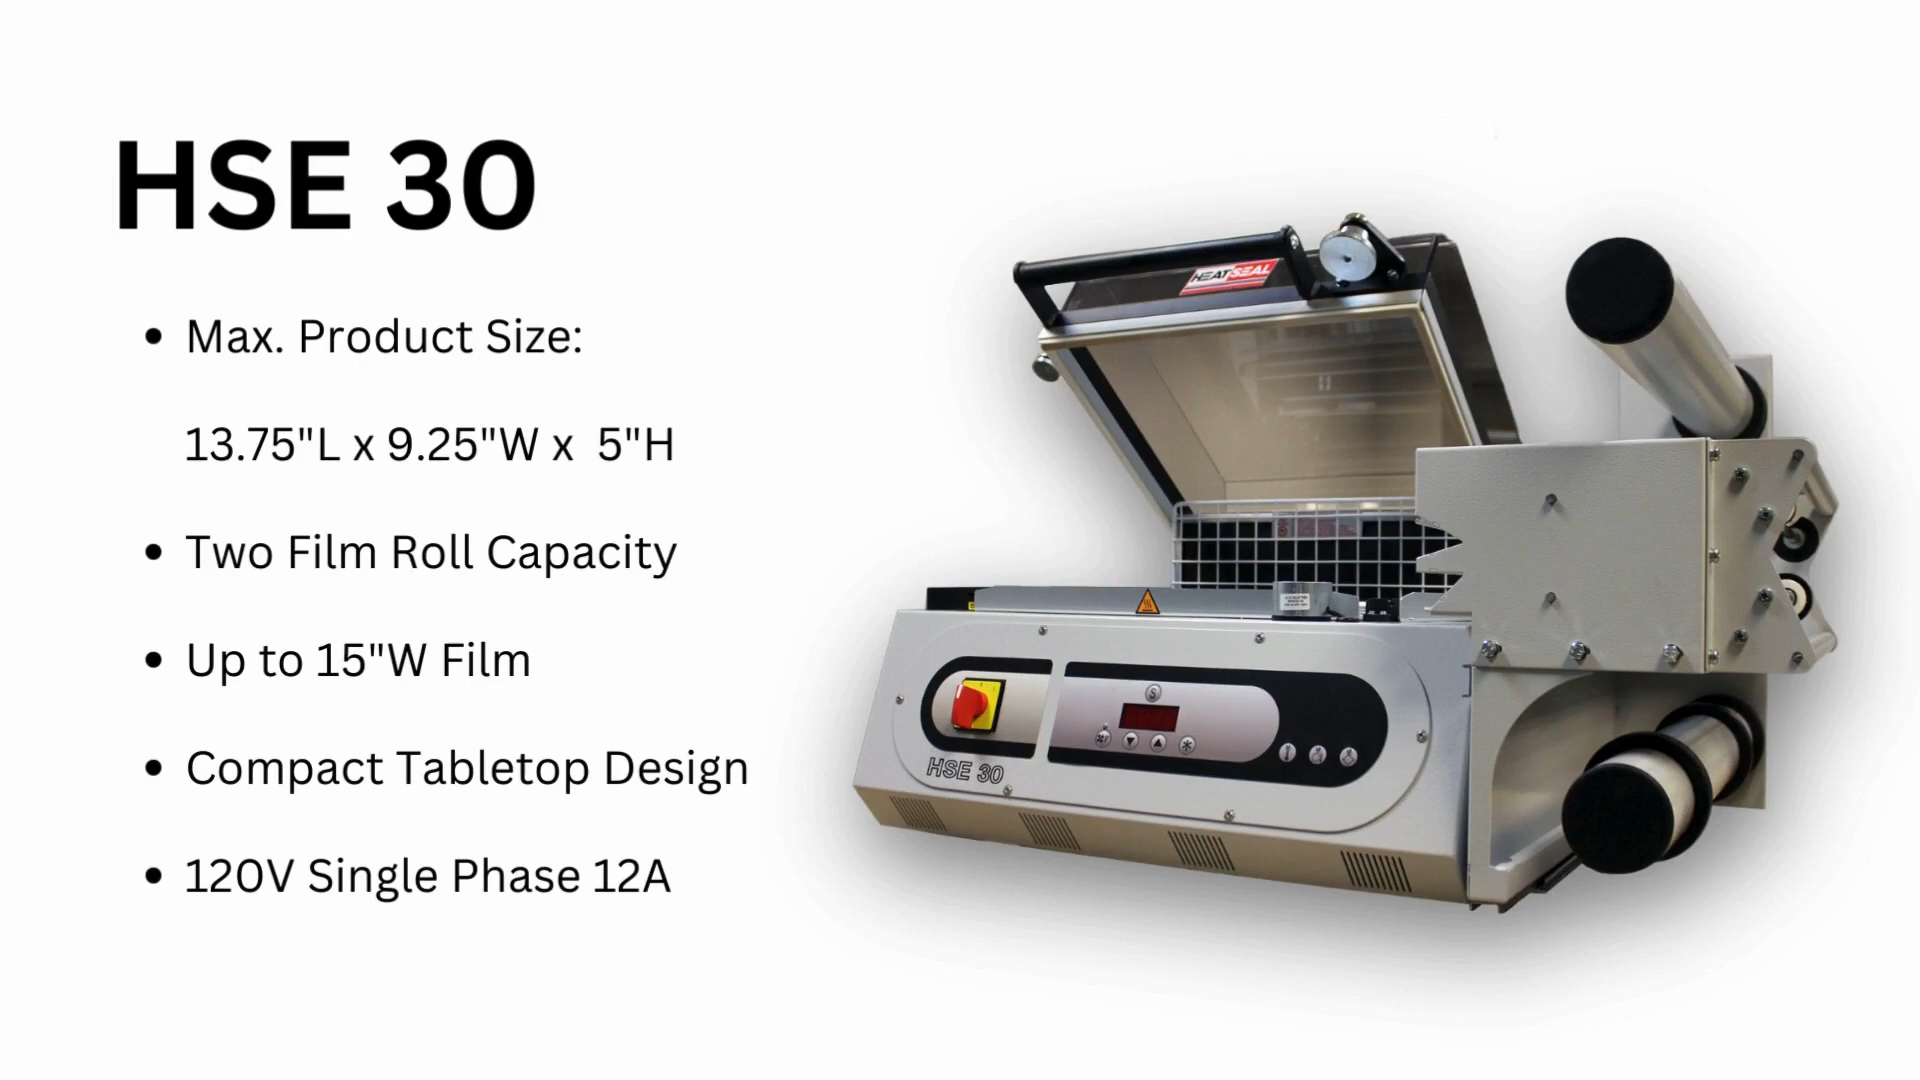 HSE 30
• Max. Product Size:
13.75"L x 9.25"W x 5"H
• Two Film Roll Capacity
• Up to 15"W Film
• Compact Tabletop Design
• 120V Single Phase 12A
HEATSEAL
S
HSE 30